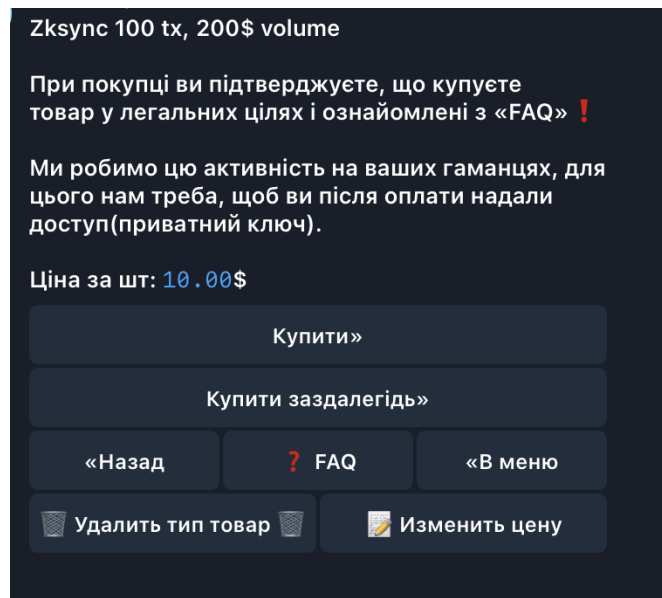 Zksync 100 tx, 200$ volume
При покупці ви підтверджуєте, що купуєте
товар у легальних цілях і ознайомлені з «FAQ» ❗
Ми робимо цю активність на ваших гаманцях, для
цього нам треба, щоб ви після оплати надали
доступ(приватний ключ).
Ціна за шт: 10.00$
Купити»
Купити заздалегідь»
«Назад ❓ FAQ «В меню
🗑 Удалить тип товар 🗑 📝 Изменить цену